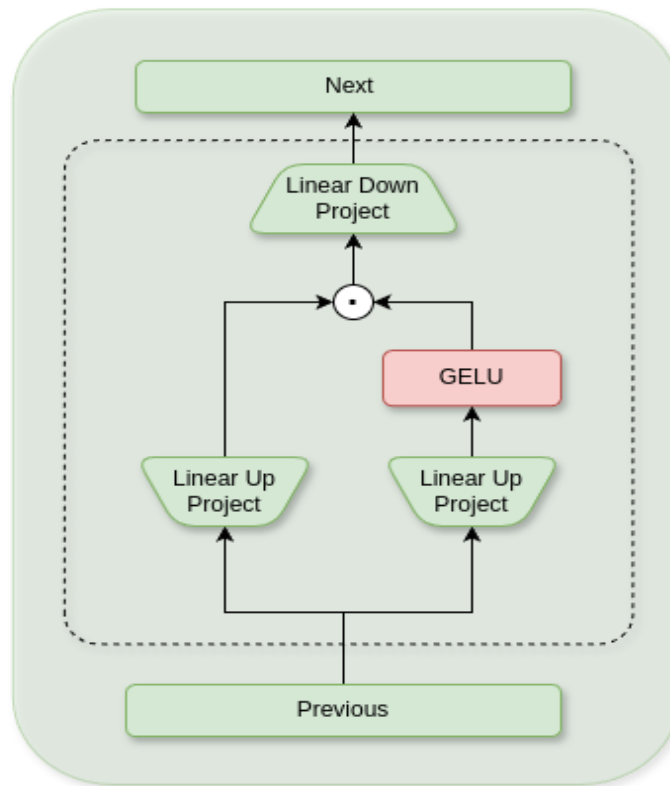 Next
Linear Down
Project
·
GELU
Linear Up
Project
Linear Up
Project
Previous